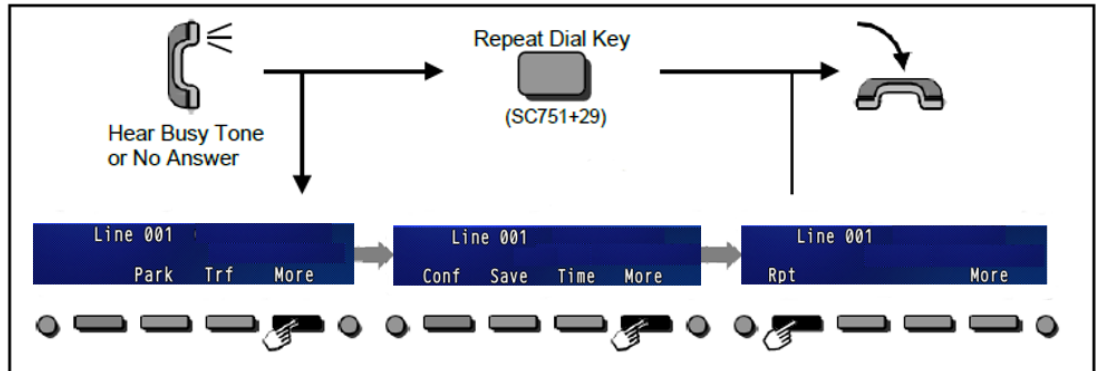 Repeat Dial Key
(SC751+29)
Hear Busy Tone
or No Answer
Line 001
Park Trf More
Line 001
Conf Save Time More
Line 001
Rpt More